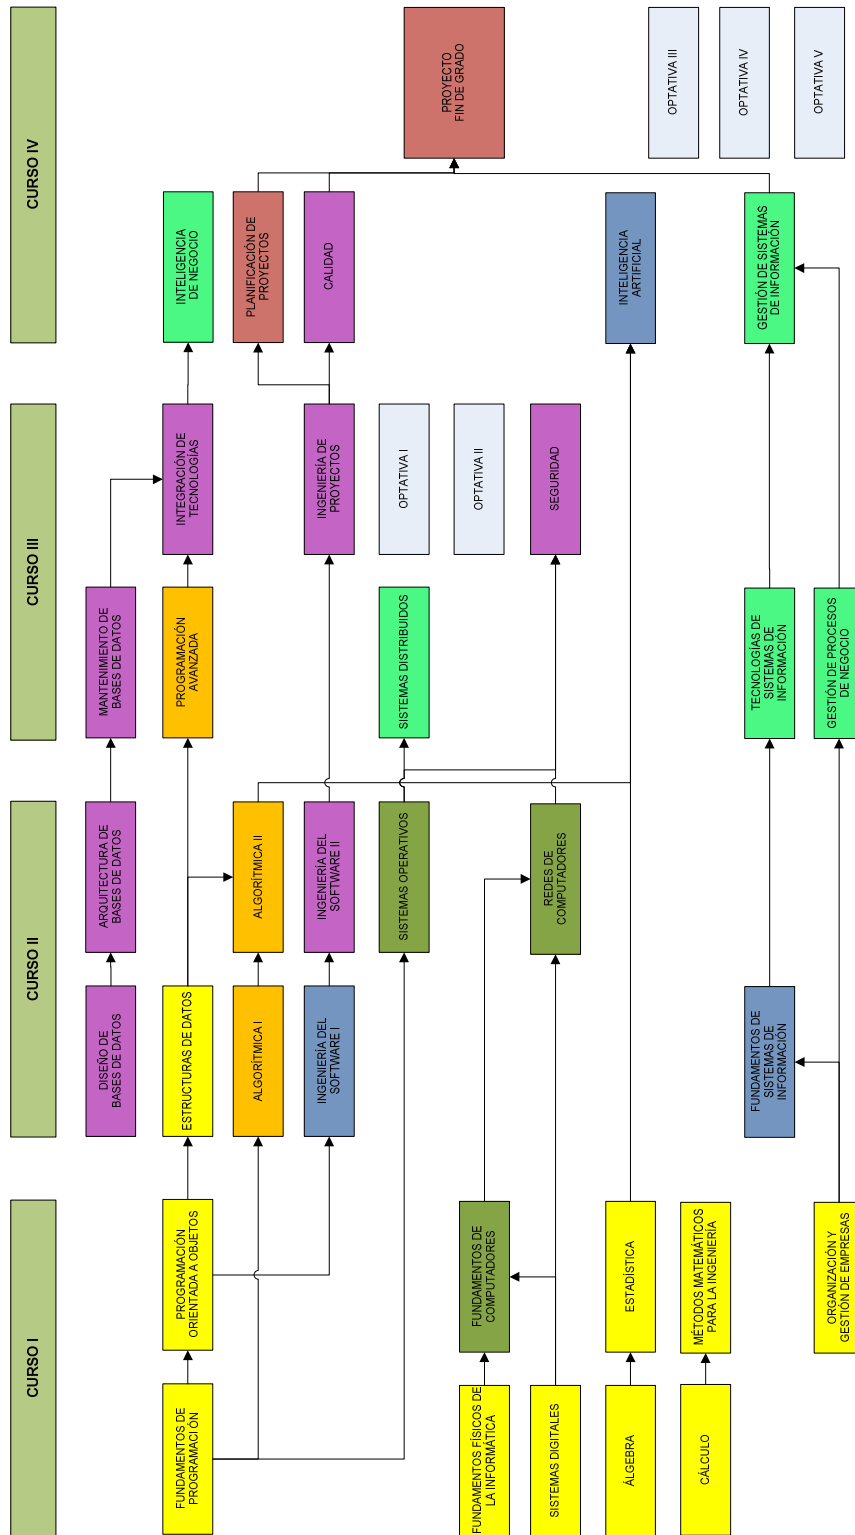 CURSO I
CURSO II
CURSO III
CURSO IV
DISEÑO DE
BASES DE DATOS
ARQUITECTURA DE
BASES DE DATOS
MANTENIMIENTO DE
BASES DE DATOS
FUNDAMENTOS DE
PROGRAMACIÓN
PROGRAMACIÓN
ORIENTADA A OBJETOS
ESTRUCTURAS DE DATOS
PROGRAMACIÓN
AVANZADA
INTEGRACIÓN DE
TECNOLOGÍAS
INTELIGENCIA
DE NEGOCIO
ALGORÍTMICA I
ALGORÍTMICA II
PLANIFICACIÓN DE
PROYECTOS
INGENIERÍA DEL
SOFTWARE I
INGENIERÍA DEL
SOFTWARE II
INGENIERÍA DE
PROYECTOS
CALIDAD
SISTEMAS OPERATIVOS
SISTEMAS DISTRIBUIDOS
OPTATIVA I
PROYECTO
FIN DE GRADO
FUNDAMENTOS FÍSICOS DE
LA INFORMÁTICA
FUNDAMENTOS DE
COMPUTADORES
OPTATIVA II
SISTEMAS DIGITALES
REDES DE
COMPUTADORES
SEGURIDAD
ÁLGEBRA
ESTADÍSTICA
INTELIGENCIA
ARTIFICIAL
OPTATIVA III
CÁLCULO
MÉTODOS MATEMÁTICOS
PARA LA INGENIERÍA
OPTATIVA IV
FUNDAMENTOS DE
SISTEMAS DE
INFORMACIÓN
TECNOLOGÍAS DE
SISTEMAS DE
INFORMACIÓN
GESTIÓN DE SISTEMAS
DE INFORMACIÓN
OPTATIVA V
ORGANIZACIÓN Y
GESTIÓN DE EMPRESAS
GESTIÓN DE PROCESOS
DE NEGOCIO